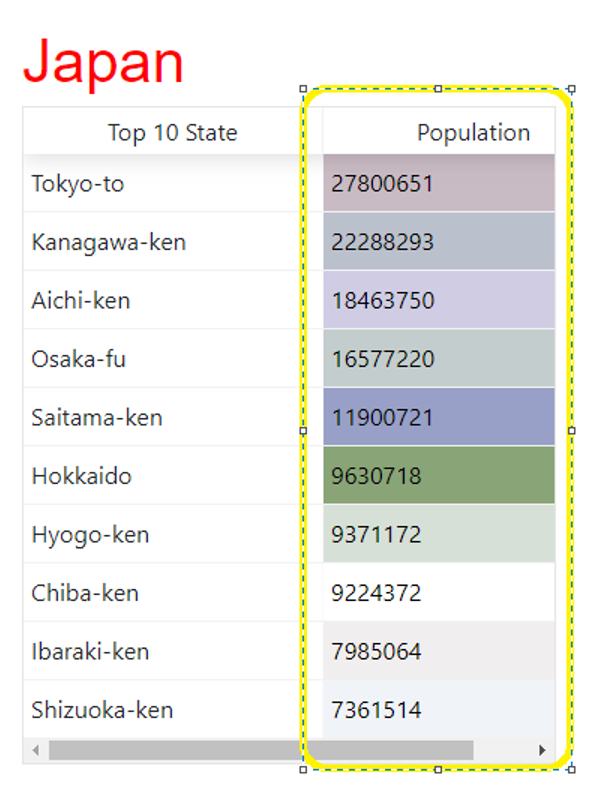 Japan
Top 10 State Population
Tokyo-to 27800651
Kanagawa-ken 22288293
Aichi-ken 18463750
Osaka-fu 16577220
Saitama-ken 11900721
Hokkaido 9630718
Hyogo-ken 9371172
Chiba-ken 9224372
Ibaraki-ken 7985064
Shizuoka-ken 7361514